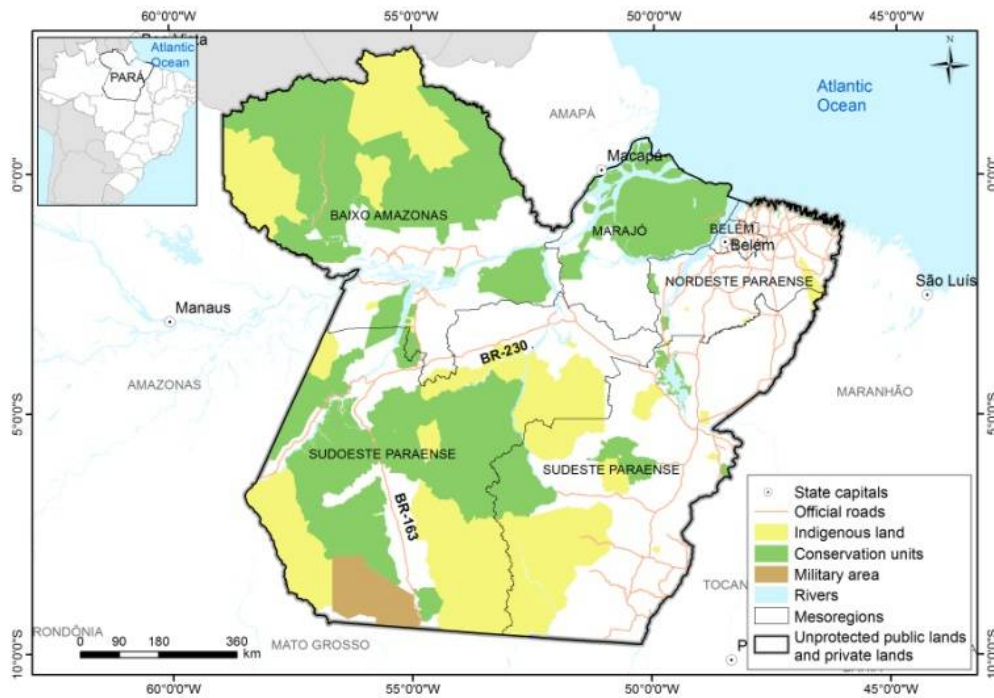 60°0'0"W
55°0'0"W
50°0'0"W
45°0'0"W
Atlantic
Ocean
PARÁ
N
Atlantic
Ocean
AMAPÁ
Macapá
0°0'0"
0°0'0"
BAIXO AMAZONAS
MARAJÓ
BELÉM
Belém
NORDESTE PARAENSE
São Luís
Manaus
BR-230
AMAZONAS
MARANHÃO
5°0'0"S
5°0'0"S
SUDOESTE PARAENSE
SUDESTE PARAENSE
BR-163
State capitals
Official roads
Indigenous land
Conservation units
Military area
Rivers
Mesoregions
Unprotected public lands
and private lands
TOCAN
RONDÔNIA
MATO GROSSO
P
0 90 180 360
km
10°0'0"S
10°0'0"S
60°0'0"W
55°0'0"W
50°0'0"W
45°0'0"W